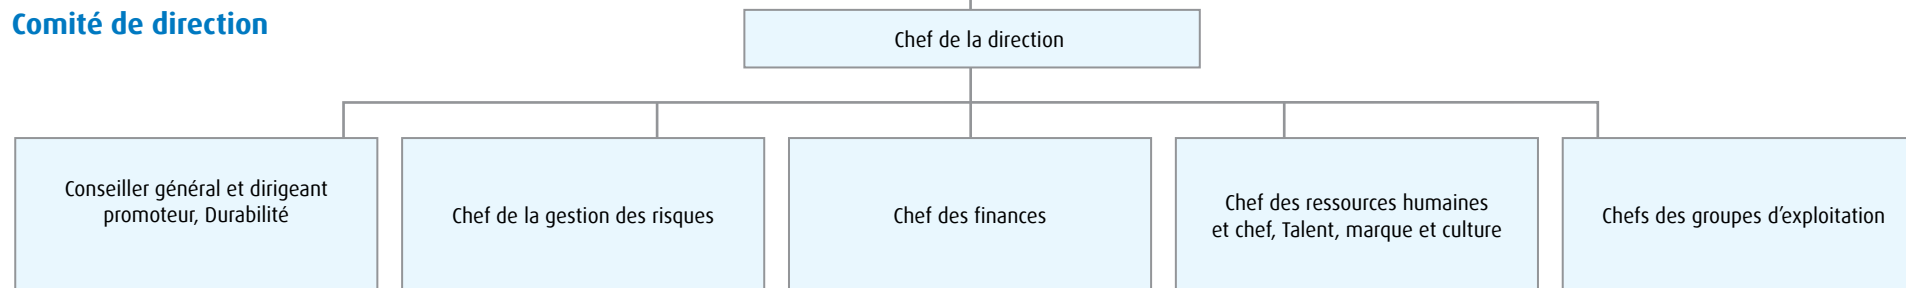 Comité de direction
Chef de la direction
Conseiller général et dirigeant
promoteur, Durabilité
Chef de la gestion des risques
Chef des finances
Chef des ressources humaines
et chef, Talent, marque et culture
Chefs des groupes d’exploitation